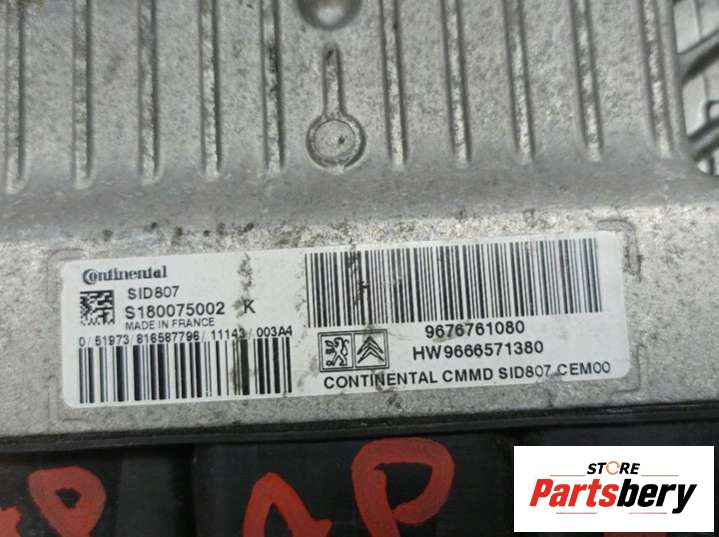 Continental
SID807
S180075002 K
MADE IN FRANCE
0/51973/816587796/11143/003A4
9676761080
HW9666571380
CONTINENTAL CMMD SID807 CEM00
STORE
Partsbery